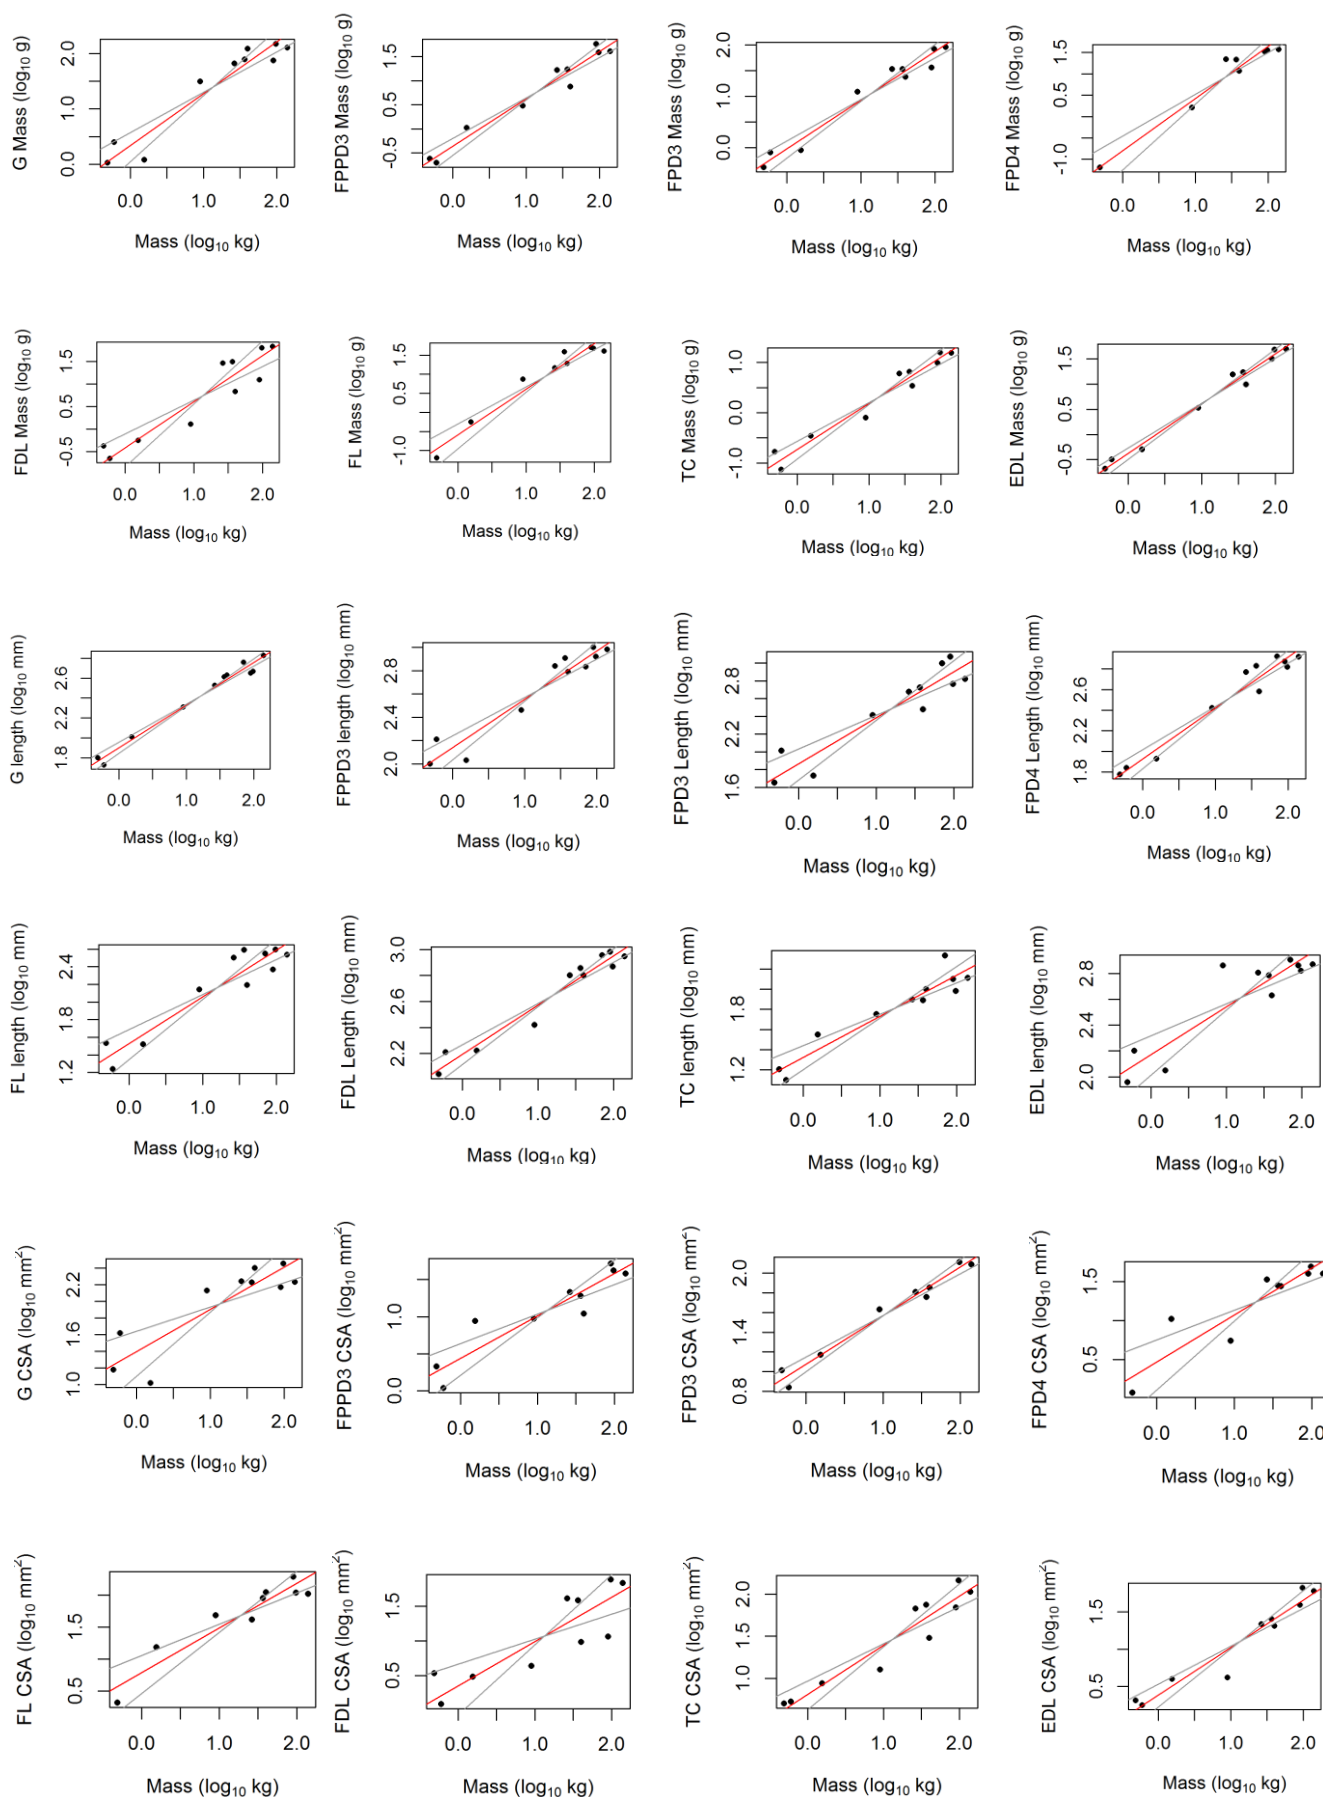 G Mass (log₁₀ g)
2.0
1.0
0.0
0.0 1.0 2.0
Mass (log₁₀ kg)
FPPD3 Mass (log₁₀ g)
1.5
0.5
-0.5
0.0 1.0 2.0
Mass (log₁₀ kg)
FPD3 Mass (log₁₀ g)
2.0
1.0
0.0
0.0 1.0 2.0
Mass (log₁₀ kg)
FPD4 Mass (log₁₀ g)
1.5
0.5
-1.0
0.0 1.0 2.0
Mass (log₁₀ kg)
FDL Mass (log₁₀ g)
1.5
0.5
-0.5
0.0 1.0 2.0
Mass (log₁₀ kg)
FL Mass (log₁₀ g)
1.5
0.5
-1.0
0.0 1.0 2.0
Mass (log₁₀ kg)
TC Mass (log₁₀ g)
1.0
0.0
-1.0
0.0 1.0 2.0
Mass (log₁₀ kg)
EDL Mass (log₁₀ g)
1.5
0.5
-0.5
0.0 1.0 2.0
Mass (log₁₀ kg)
G length (log₁₀ mm)
2.6
2.2
1.8
0.0 1.0 2.0
Mass (log₁₀ kg)
FPPD3 length (log₁₀ mm)
2.8
2.4
2.0
0.0 1.0 2.0
Mass (log₁₀ kg)
FPD3 Length (log₁₀ mm)
2.8
2.4
2.0
1.6
0.0 1.0 2.0
Mass (log₁₀ kg)
FPD4 Length (log₁₀ mm)
2.6
2.2
1.8
0.0 1.0 2.0
Mass (log₁₀ kg)
Fl length (log₁₀ mm)
2.4
1.8
1.2
0.0 1.0 2.0
Mass (log₁₀ kg)
FDL Length (log₁₀ mm)
3.0
2.6
2.2
0.0 1.0 2.0
Mass (log₁₀ kg)
TC length (log₁₀ mm)
1.8
1.2
0.0 1.0 2.0
Mass (log₁₀ kg)
EDL length (log₁₀ mm)
2.8
2.4
2.0
0.0 1.0 2.0
Mass (log₁₀ kg)
G CSA (log₁₀ mm²)
2.2
1.6
1.0
0.0 1.0 2.0
Mass (log₁₀ kg)
FPPD3 CSA (log₁₀ mm²)
1.0
0.0
0.0 1.0 2.0
Mass (log₁₀ kg)
FPD3 CSA (log₁₀ mm²)
2.0
1.4
0.8
0.0 1.0 2.0
Mass (log₁₀ kg)
FPD4 CSA (log₁₀ mm²)
1.5
0.5
0.0 1.0 2.0
Mass (log₁₀ kg)
FL CSA (log₁₀ mm²)
1.5
0.5
0.0 1.0 2.0
Mass (log₁₀ kg)
FDL CSA (log₁₀ mm²)
1.5
0.5
0.0 1.0 2.0
Mass (log₁₀ kg)
TC CSA (log₁₀ mm²)
2.0
1.5
1.0
0.0 1.0 2.0
Mass (log₁₀ kg)
EDL CSA (log₁₀ mm²)
1.5
0.5
0.0 1.0 2.0
Mass (log₁₀ kg)